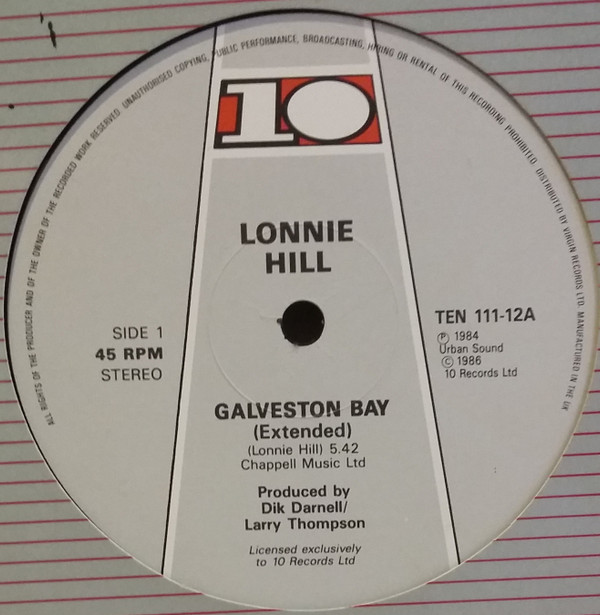 ALL RIGHTS OF THE PRODUCER AND OF THE OWNER OF THE RECORDED WORK RESERVED. UNAUTHORISED COPYING, PUBLIC PERFORMANCE, BROADCASTING, HIRING OR RENTAL OF THIS RECORDING PROHIBITED. DISTRIBUTED BY VIRGIN RECORDS LTD. MANUFACTURED IN THE UK
10
LONNIE
HILL
SIDE 1
45 RPM
STEREO
TEN 111-12A
℗ 1984
Urban Sound
© 1986
10 Records Ltd
GALVESTON BAY
(Extended)
(Lonnie Hill) 5.42
Chappell Music Ltd
Produced by
Dik Darnell/
Larry Thompson
Licensed exclusively
to 10 Records Ltd